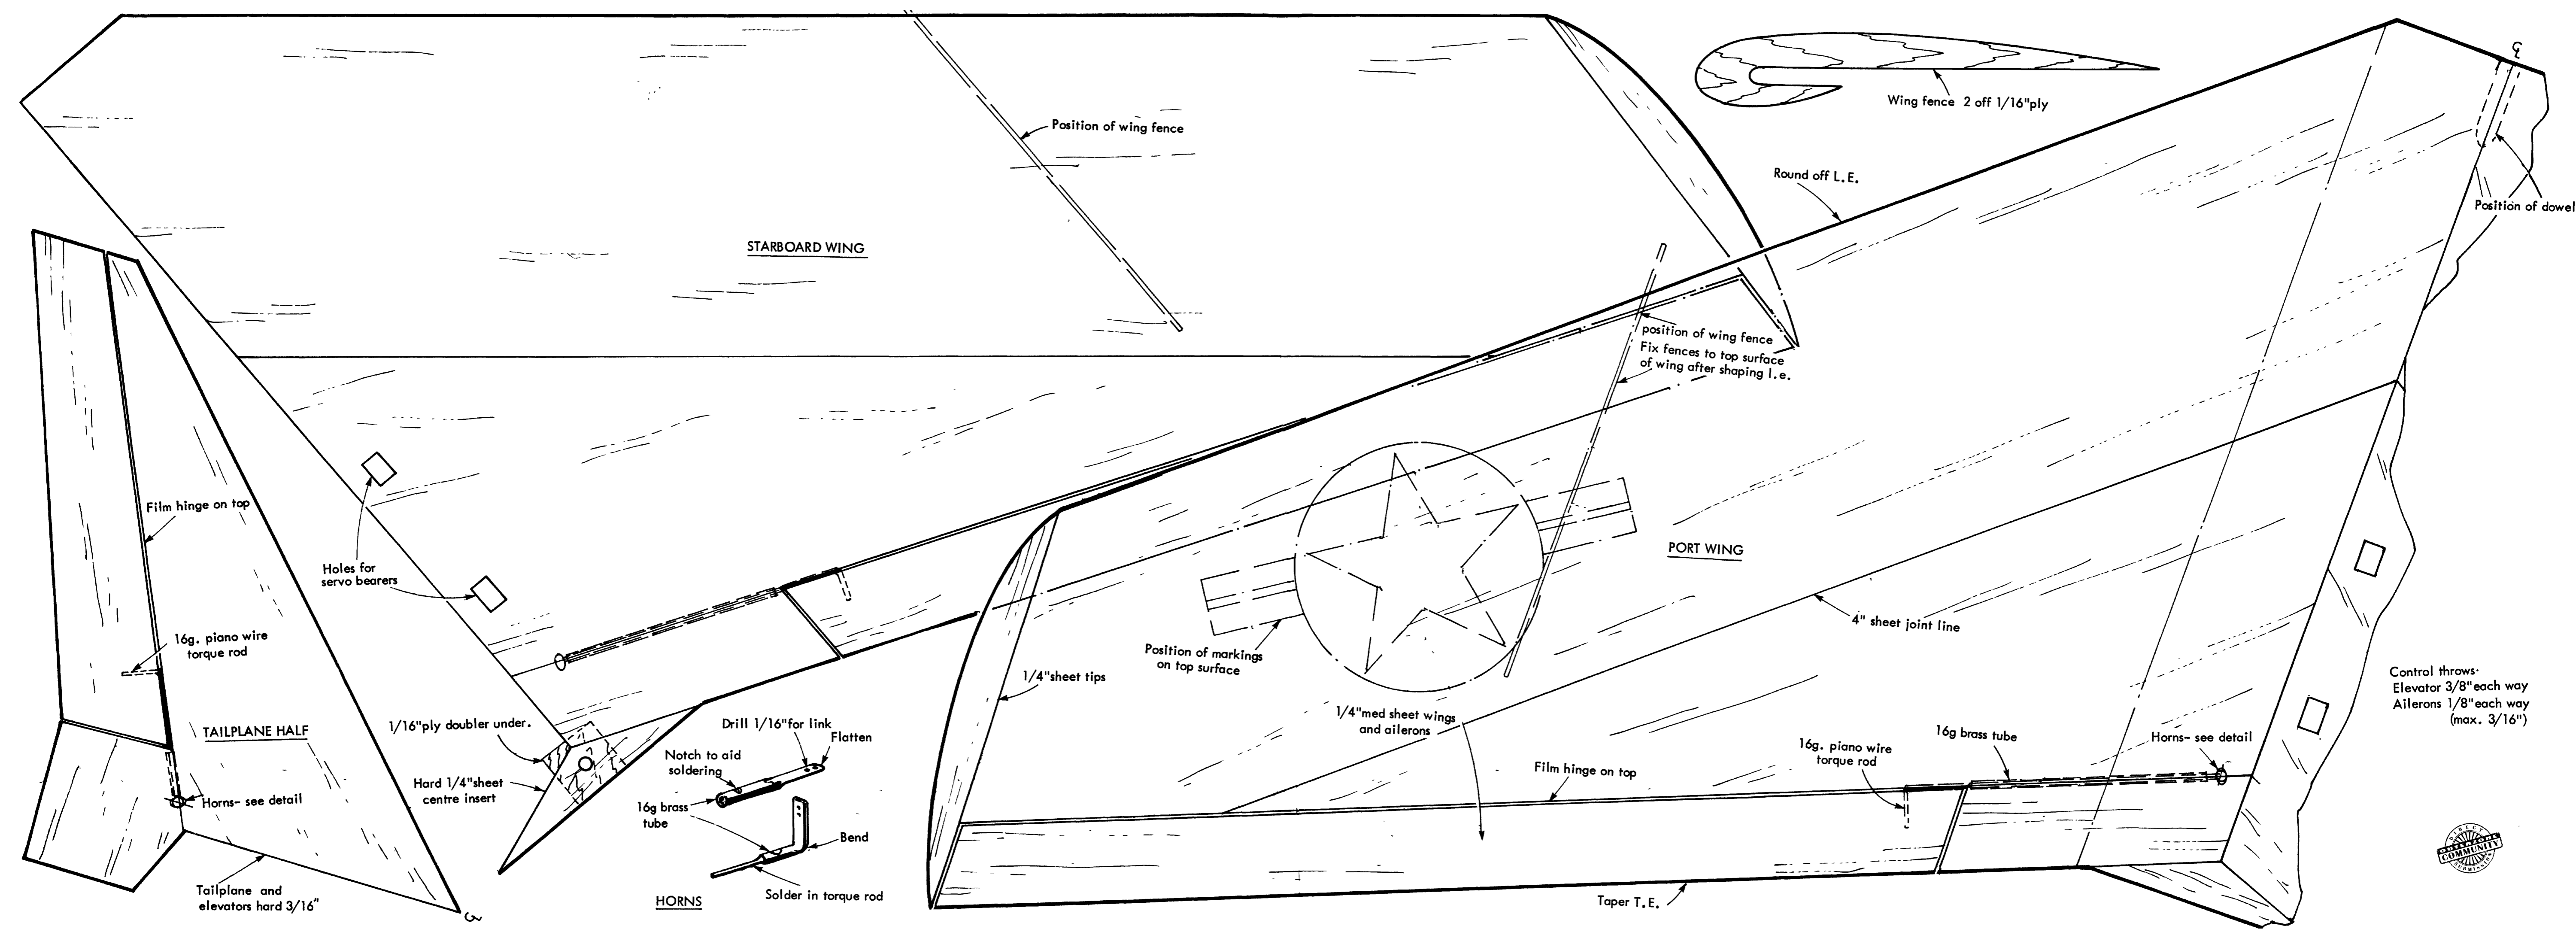 ℄
Wing fence 2 off 1/16"ply
Position of wing fence
Round off L.E.
Position of dowel
STARBOARD WING
position of wing fence
Fix fences to top surface
of wing after shaping l.e.
Film hinge on top
Holes for
servo bearers
PORT WING
4" sheet joint line
16g. piano wire
torque rod
Position of markings
on top surface
1/4"sheet tips
Control throws·
Elevator 3/8"each way
Ailerons 1/8"each way
(max. 3/16")
TAILPLANE HALF
1/16"ply doubler under.
Drill 1/16"for link
Flatten
Notch to aid
soldering
1/4"med sheet wings
and ailerons
16g. piano wire
torque rod
16g brass tube
Horns- see detail
Film hinge on top
Hard 1/4"sheet
centre insert
Horns- see detail
16g brass
tube
Bend
Tailplane and
elevators hard 3/16"
Solder in torque rod
HORNS
Taper T.E.
DIRECT
OUTERZONE
COMMUNITY
SUBMISSION